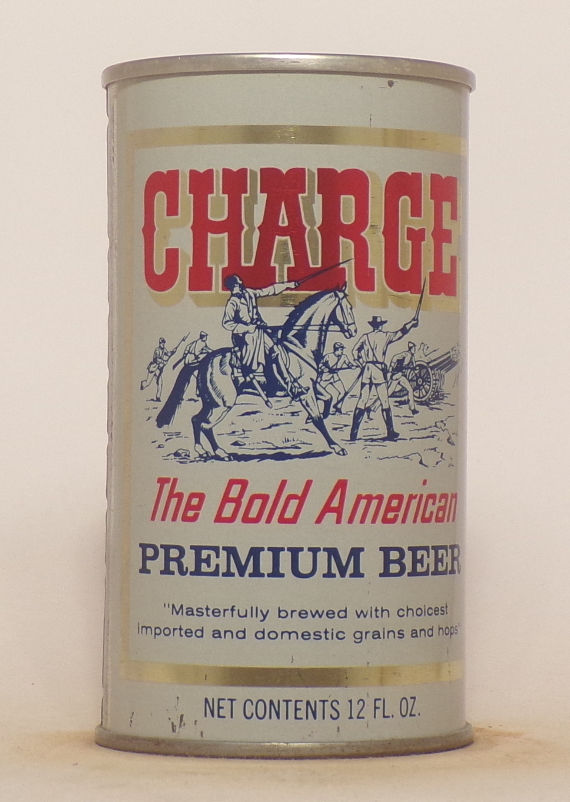 CHARGE
The Bold American
PREMIUM BEER
"Masterfully brewed with choicest
imported and domestic grains and hops"
NET CONTENTS 12 FL. OZ.